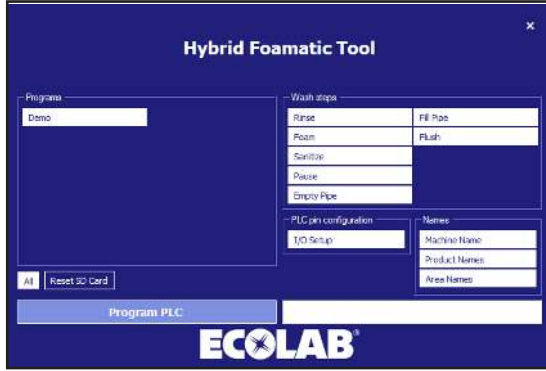 ×
Hybrid Foamatic Tool
Programs
Demo
Wash steps
Rinse
Fill Pipe
Foam
Flush
Sanitize
Pause
Empty Pipe
PLC pin configuration
I/O Setup
Names
Machine Name
Product Names
Area Names
All
Reset SD Card
Program PLC
ECOLAB®